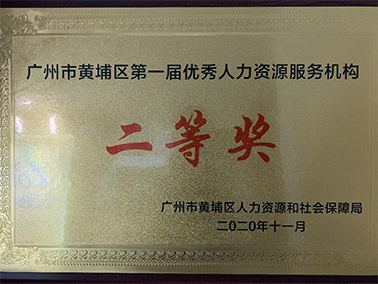 广州市黄埔区第一届优秀人力资源服务机构
二等奖
广州市黄埔区人力资源和社会保障局
二〇二〇年十一月